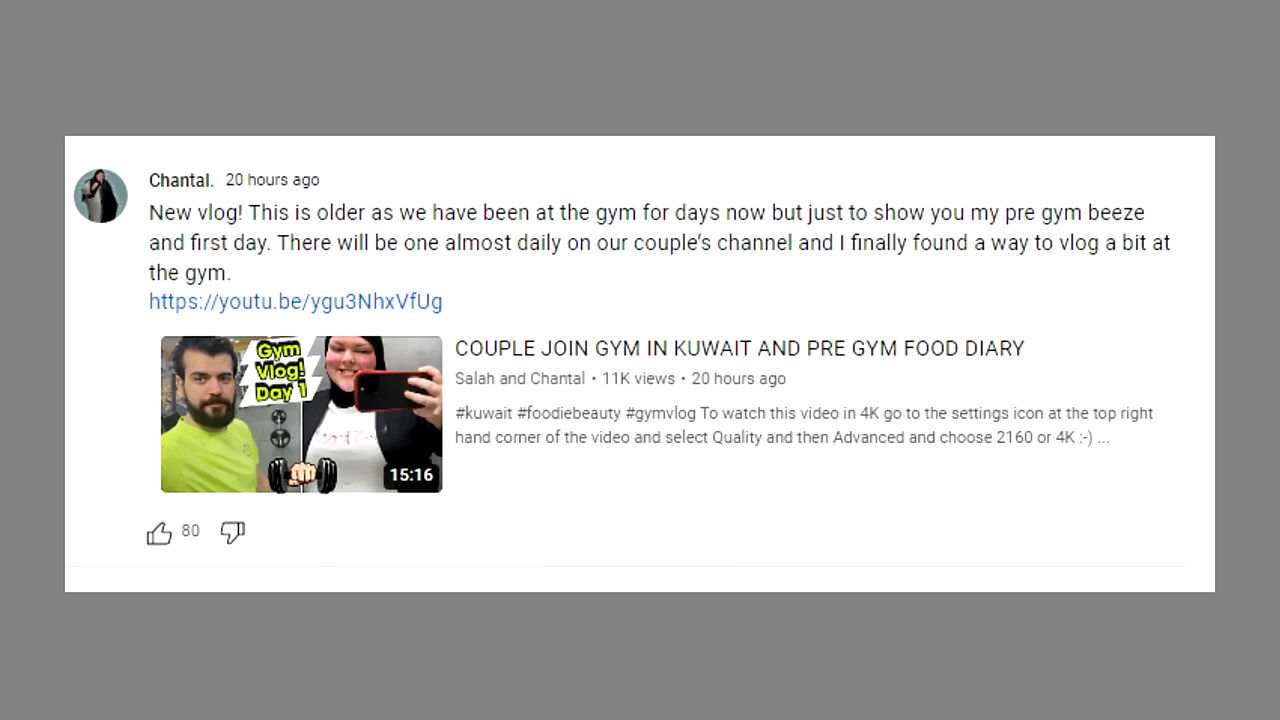 Chantal. 20 hours ago
New vlog! This is older as we have been at the gym for days now but just to show you my pre gym beeze
and first day. There will be one almost daily on our couple's channel and I finally found a way to vlog a bit at
the gym.
https://youtu.be/ygu3NhxVfUg
Gym
Vlog!
Day 1
15:16
COUPLE JOIN GYM IN KUWAIT AND PRE GYM FOOD DIARY
Salah and Chantal • 11K views • 20 hours ago
#kuwait #foodiebeauty #gymvlog To watch this video in 4K go to the settings icon at the top right
hand corner of the video and select Quality and then Advanced and choose 2160 or 4K :-) ...
80